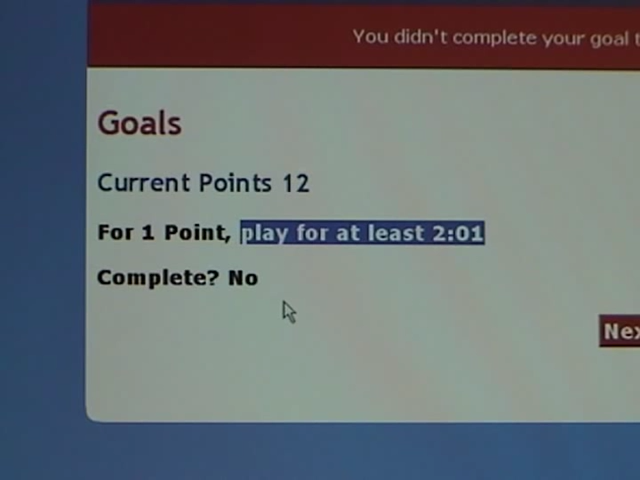 You didn't complete your goal t
Goals
Current Points 12
For 1 Point, play for at least 2:01
Complete? No
Nex